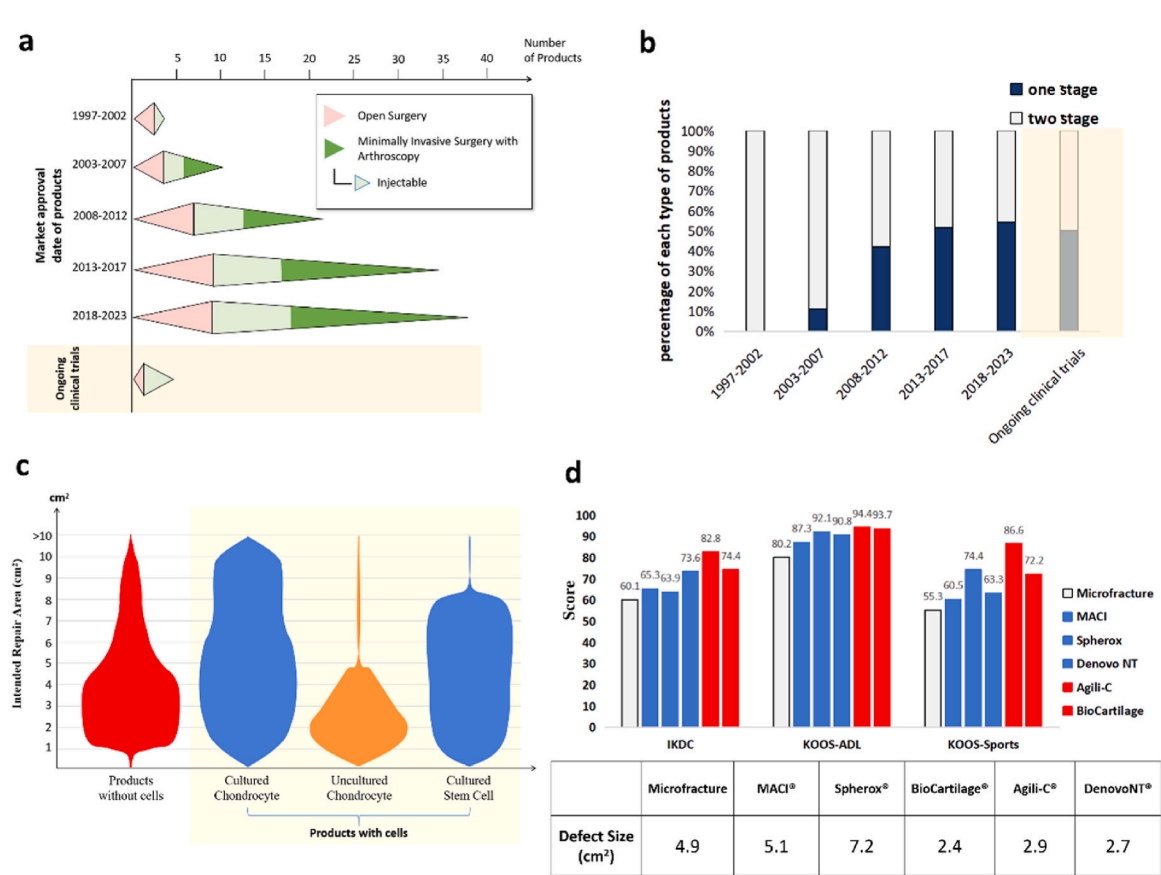 a
Number
of Products
5 10 15 20 25 30 35 40
Open Surgery
Minimally Invasive Surgery with
Arthroscopy
Injectable
Market approval
date of products
1997-2002
2003-2007
2008-2012
2013-2017
2018-2023
Ongoing
clinical trials
b
one stage
two stage
percentage of each type of products
100%
90%
80%
70%
60%
50%
40%
30%
20%
10%
0%
1997-2002
2003-2007
2008-2012
2013-2017
2018-2023
Ongoing clinical trials
c
cm²
Intended Repair Area (cm²)
>10
10
8
7
6
5
4
3
2
1
Products
without cells
Cultured
Chondrocyte
Uncultured
Chondrocyte
Cultured
Stem Cell
Products with cells
d
Score
100
90
80
70
60
50
40
30
20
10
0
60.1 65.3 63.9 73.6 82.8 74.4
80.2 87.3 92.1 90.8 94.4 93.7
55.3 60.5 74.4 63.3 86.6 72.2
IKDC KOOS-ADL KOOS-Sports
Microfracture
MACI
Spherox
Denovo NT
Agili-C
BioCartilage
Microfracture MACI® Spherox® BioCartilage® Agili-C® DenovoNT®
Defect Size
(cm²)
4.9 5.1 7.2 2.4 2.9 2.7